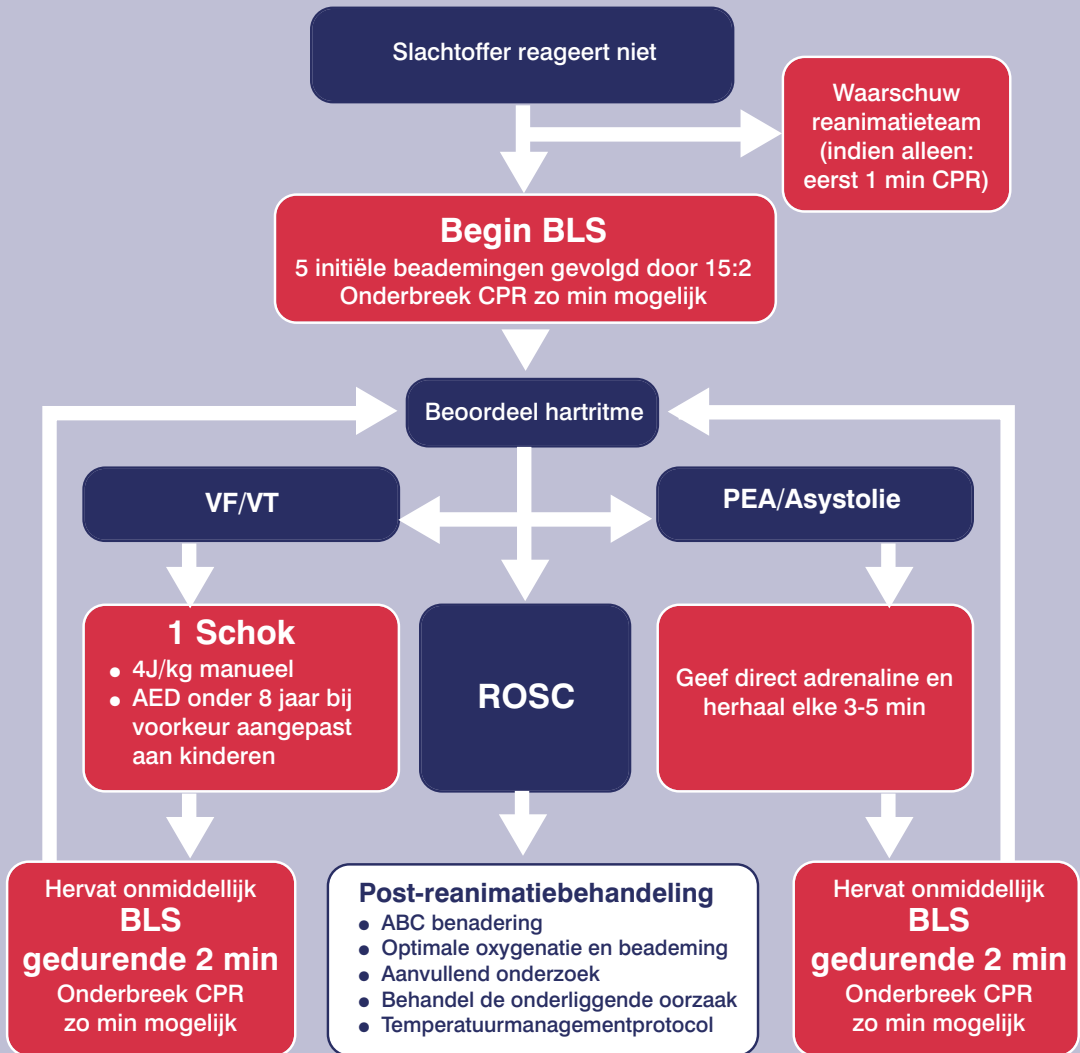 Slachtoffer reageert niet
Waarschuw
reanimatieteam
(indien alleen:
eerst 1 min CPR)
Begin BLS
5 initiële beademingen gevolgd door 15:2
Onderbreek CPR zo min mogelijk
Beoordeel hartritme
VF/VT
PEA/Asystolie
1 Schok
• 4J/kg manueel
• AED onder 8 jaar bij
voorkeur aangepast
aan kinderen
ROSC
Geef direct adrenaline en
herhaal elke 3-5 min
Hervat onmiddellijk
BLS
gedurende 2 min
Onderbreek CPR
zo min mogelijk
Post-reanimatiebehandeling
• ABC benadering
• Optimale oxygenatie en beademing
• Aanvullend onderzoek
• Behandel de onderliggende oorzaak
• Temperatuurmanagementprotocol
Hervat onmiddellijk
BLS
gedurende 2 min
Onderbreek CPR
zo min mogelijk